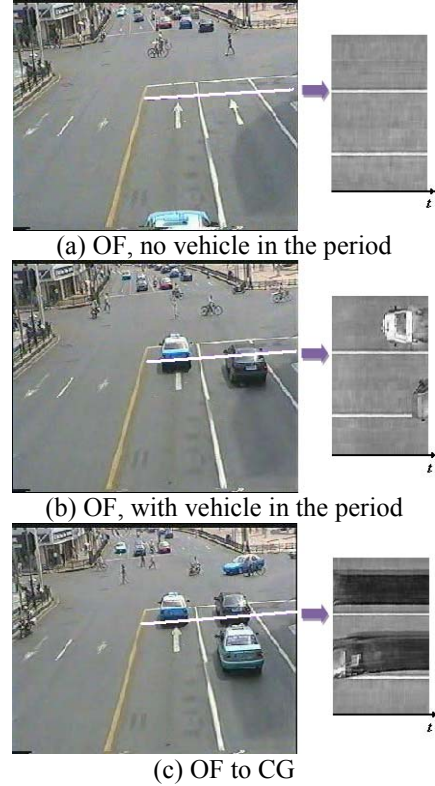 t
(a) OF, no vehicle in the period
t
(b) OF, with vehicle in the period
t
(c) OF to CG